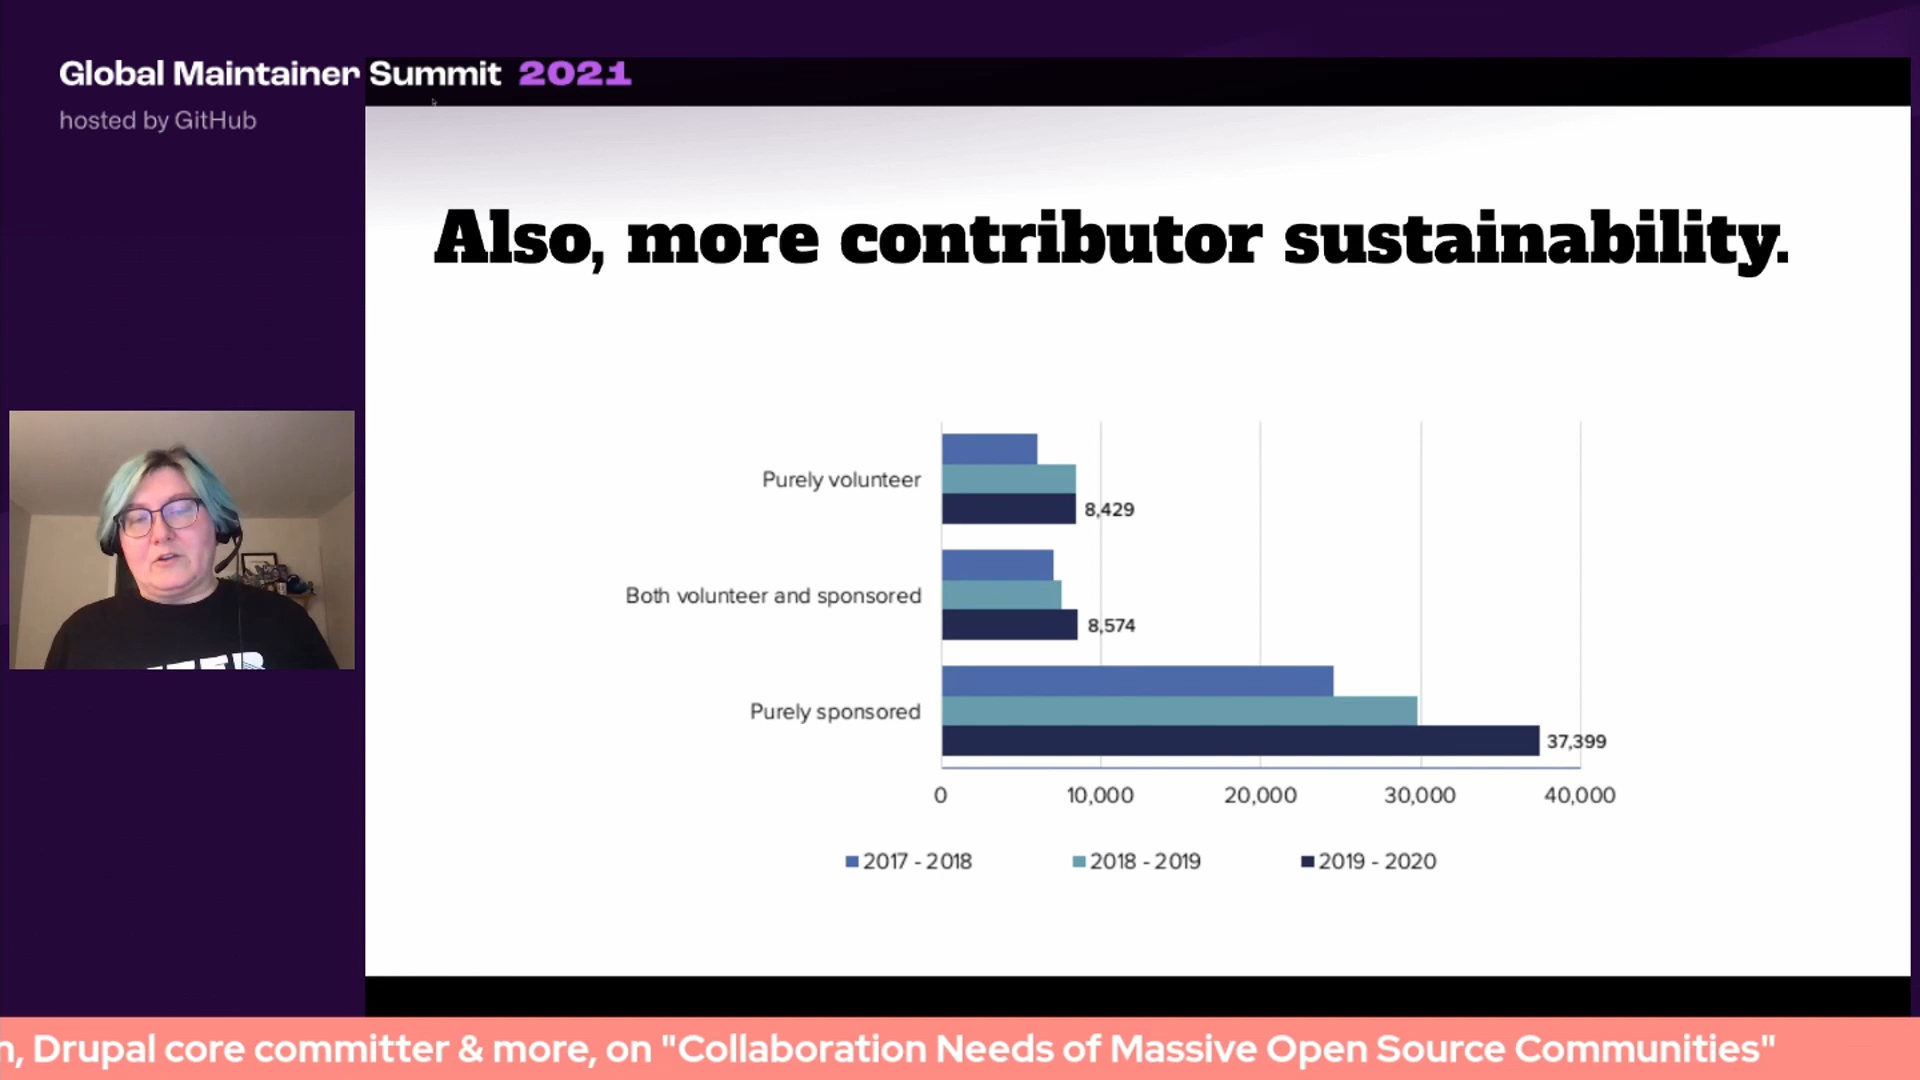 Global Maintainer Summit 2021
hosted by GitHub
Also, more contributor sustainability.
Purely volunteer
8,429
Both volunteer and sponsored
8,574
Purely sponsored
37,399
0 10,000 20,000 30,000 40,000
2017 - 2018 2018 - 2019 2019 - 2020
, Drupal core committer & more, on "Collaboration Needs of Massive Open Source Communities"